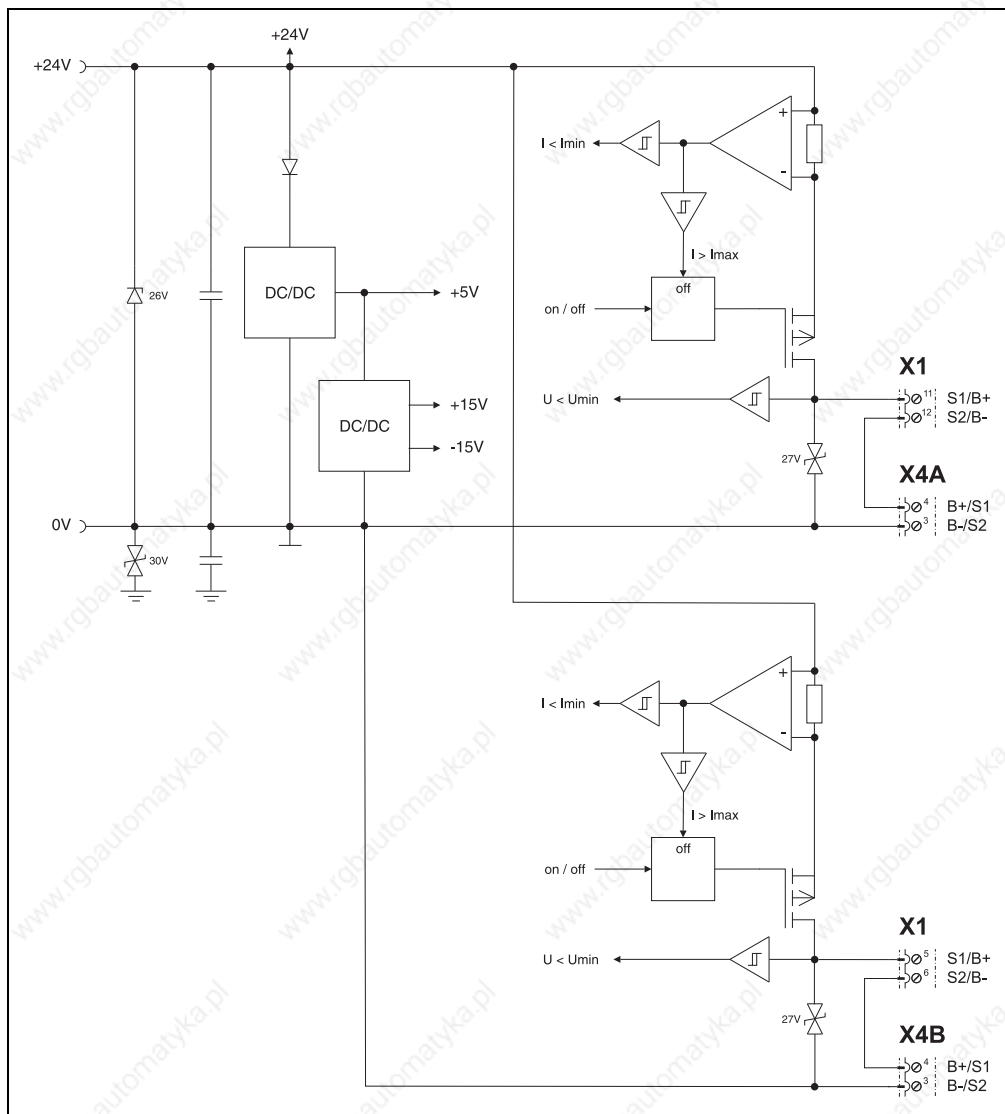 +24V
+24V
I < Imin
+
-
I > Imax
26V
DC/DC
+5V
off
on / off
X1
+15V
U < Umin
11 S1/B+
12 S2/B-
DC/DC
-15V
27V
X4A
4 B+/S1
0V
3 B-/S2
30V
+
I < Imin
-
I > Imax
off
on / off
X1
U < Umin
5 S1/B+
6 S2/B-
27V
X4B
4 B+/S1
3 B-/S2
www.rgbautomatyka.pl